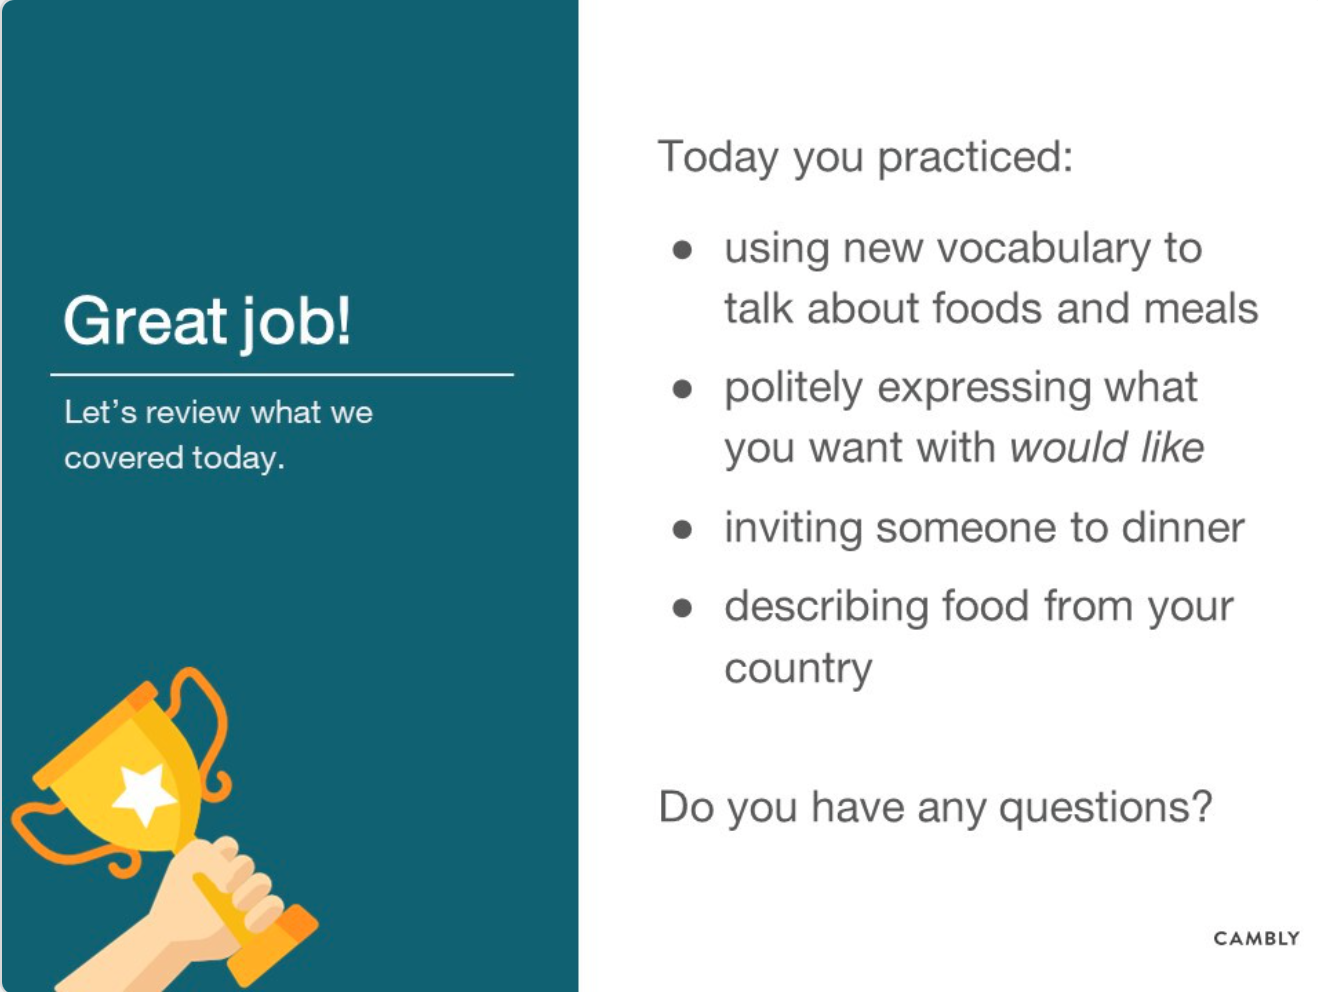 Great job!
Let’s review what we
covered today.
Today you practiced:
● using new vocabulary to
talk about foods and meals
● politely expressing what
you want with would like
● inviting someone to dinner
● describing food from your
country
Do you have any questions?
CAMBLY